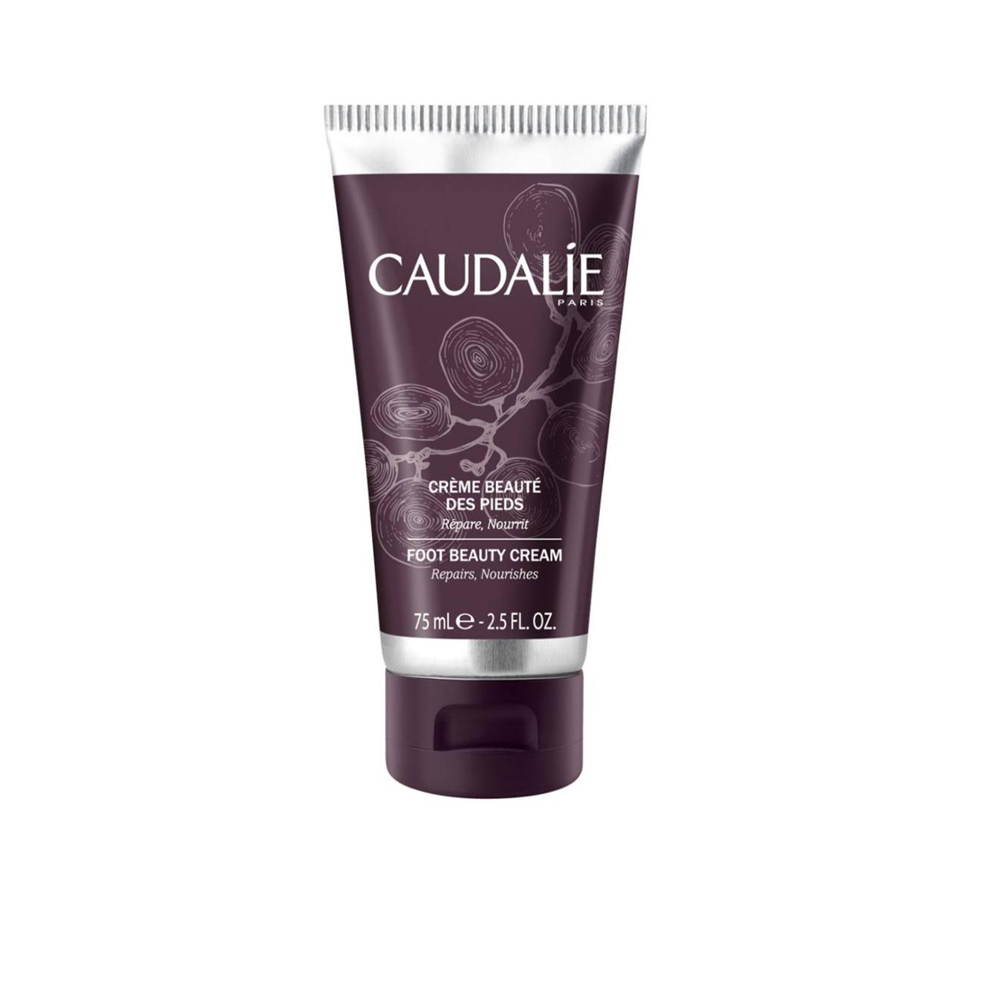 CAUDALIE
PARIS
CRÈME BEAUTÉ
DES PIEDS
Répare, Nourrit
FOOT BEAUTY CREAM
Repairs, Nourishes
75 mL ℮ - 2.5 FL. OZ.